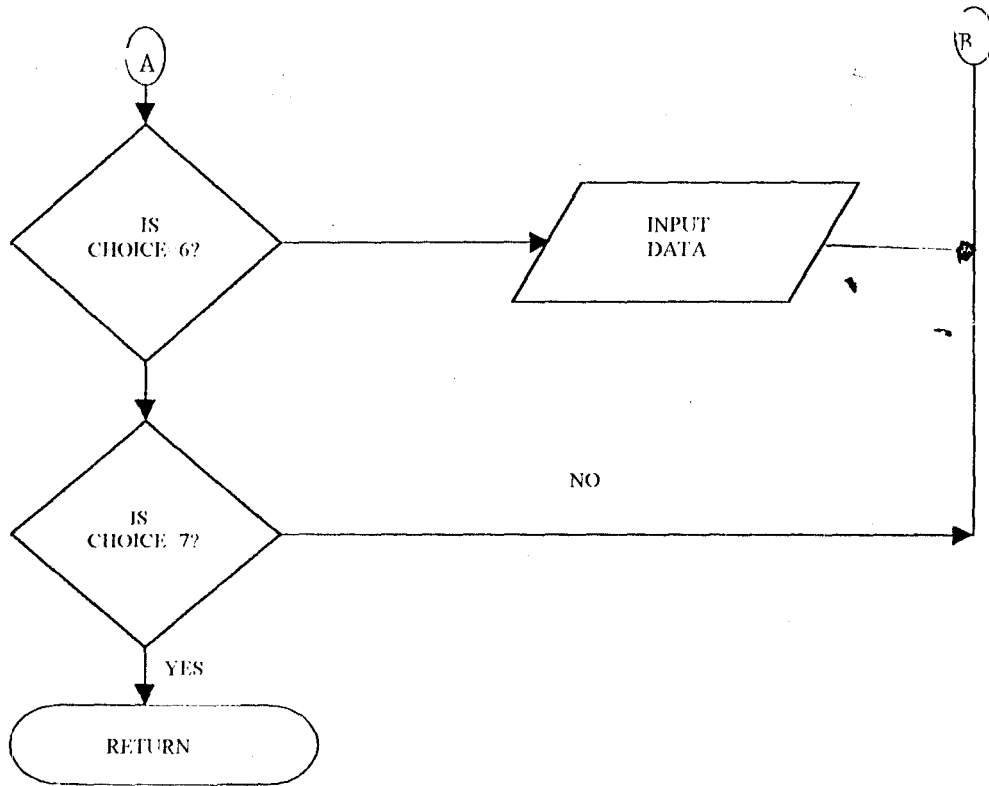 A
B
IS
CHOICE 6?
INPUT
DATA
NO
IS
CHOICE 7?
YES
RETURN